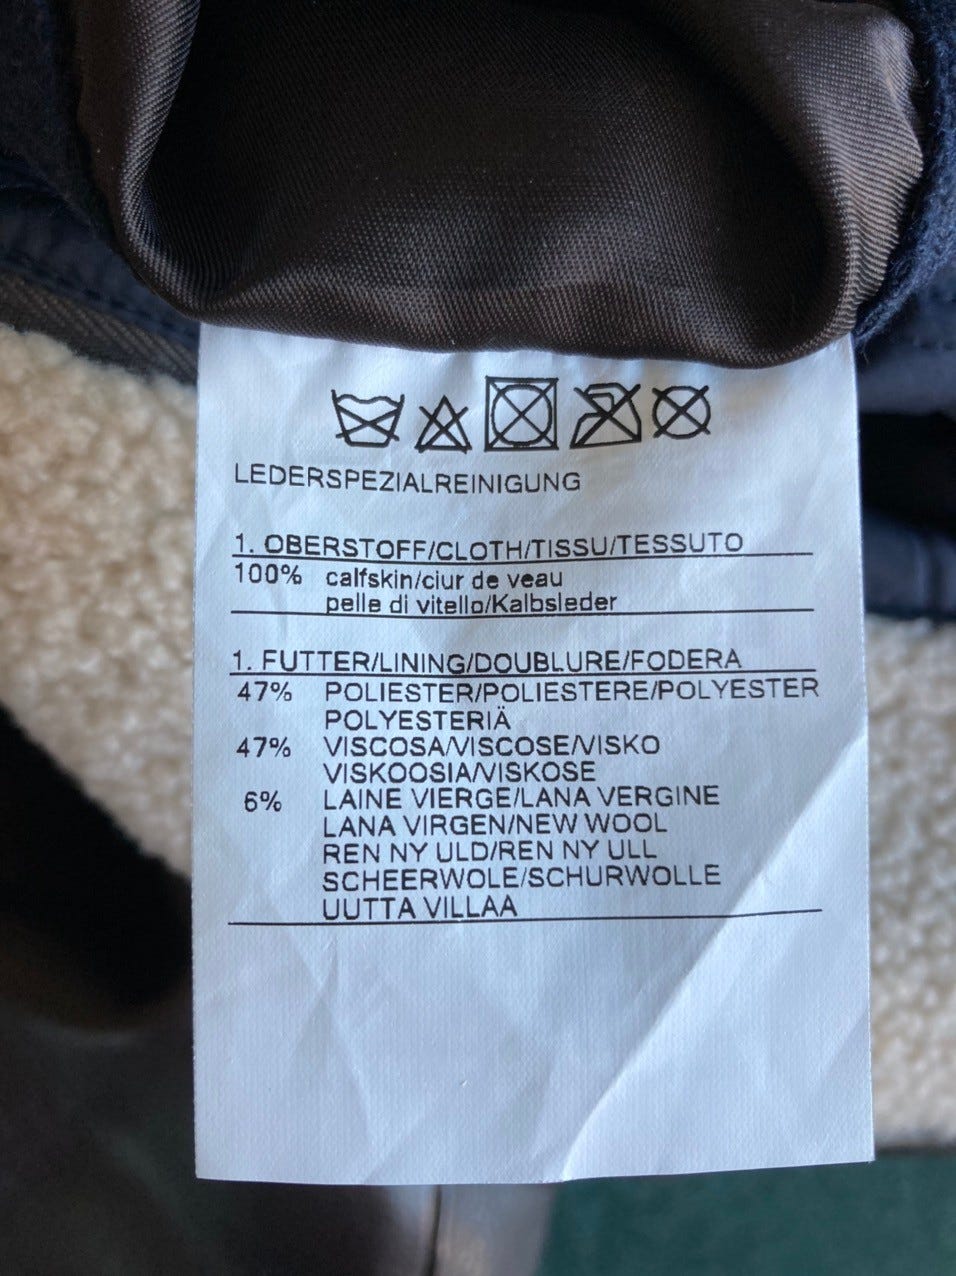 LEDERSPEZIALREINIGUNG
1. OBERSTOFF/CLOTH/TISSU/TESSUTO
100% calfskin/ciur de veau
pelle di vitello/Kalbsleder
1. FUTTER/LINING/DOUBLURE/FODERA
47% POLIESTER/POLIESTERE/POLYESTER
POLYESTERIÄ
47% VISCOSA/VISCOSE/VISKO
VISKOOSIA/VISKOSE
6% LAINE VIERGE/LANA VERGINE
LANA VIRGEN/NEW WOOL
REN NY ULD/REN NY ULL
SCHEERWOLE/SCHURWOLLE
UUTTA VILLAA